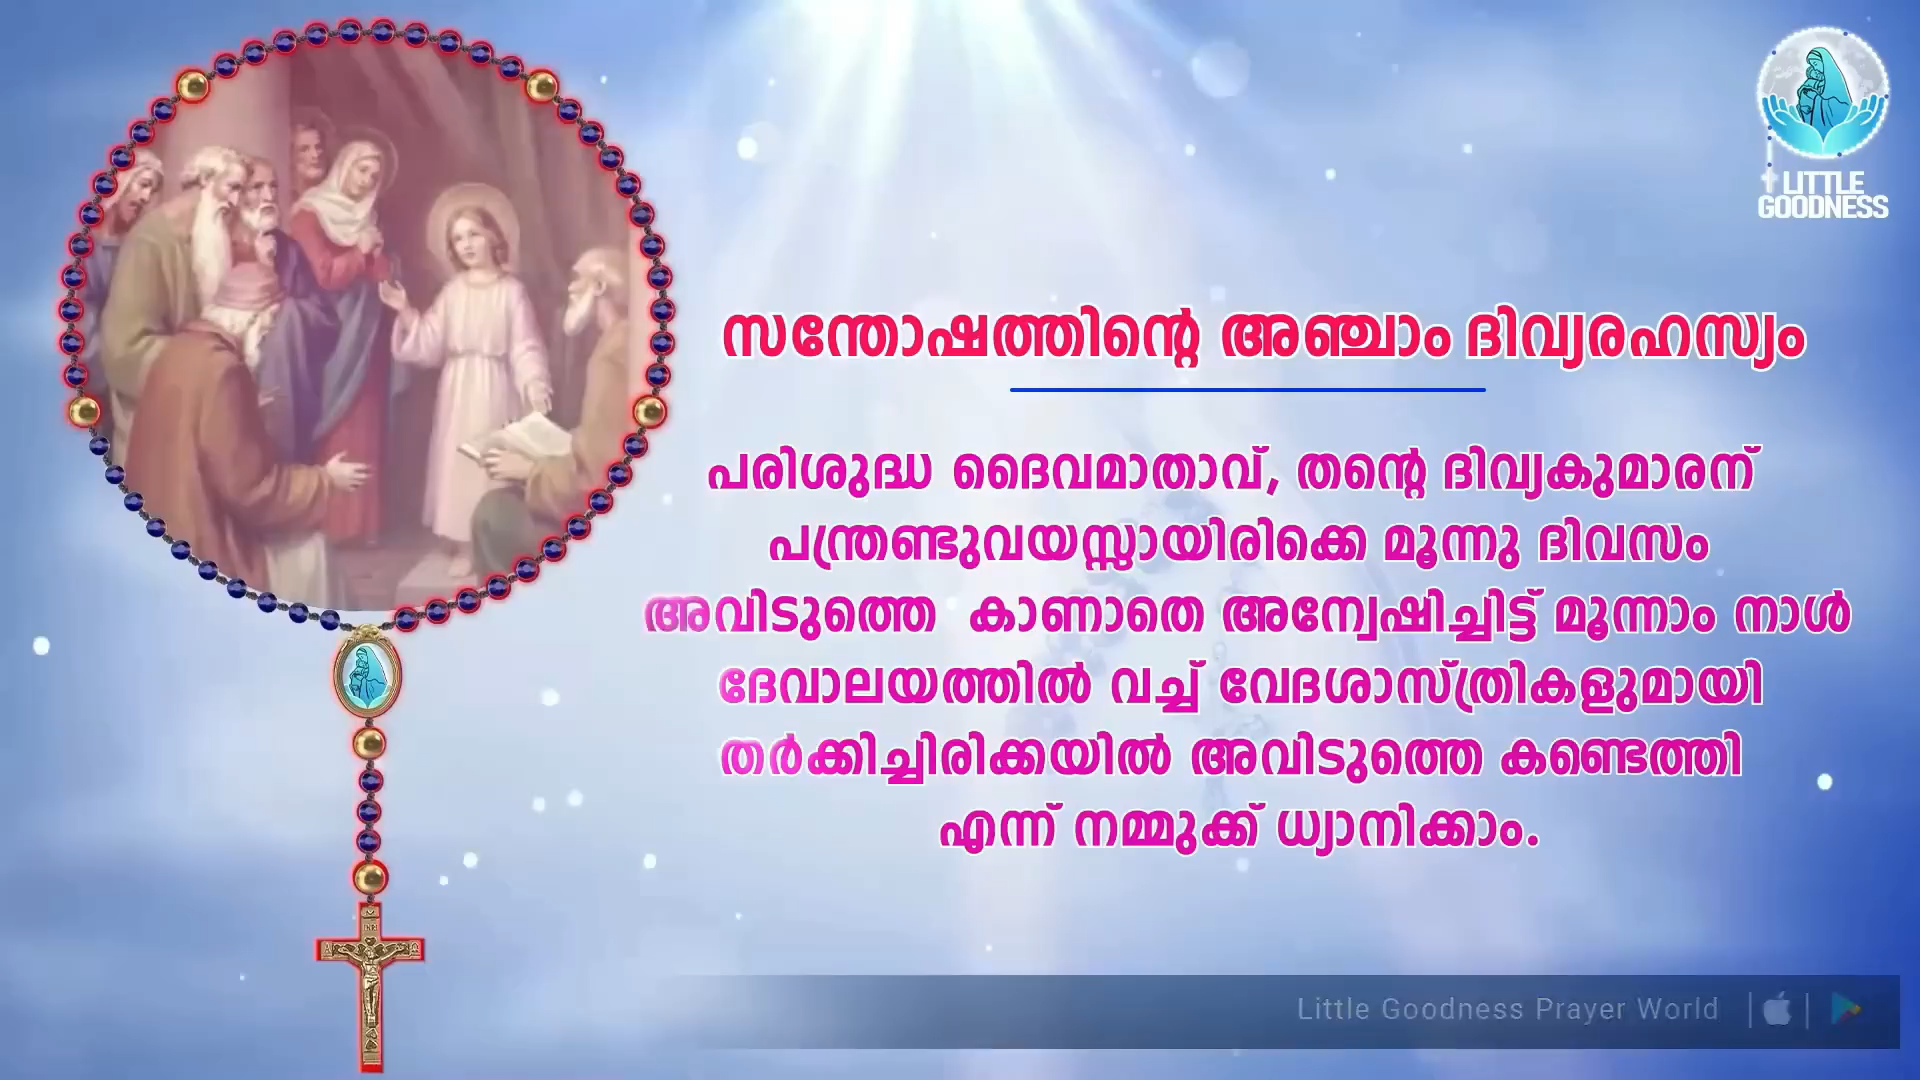 LITTLE
GOODNESS
സന്തോഷത്തിന്റെ അഞ്ചാം ദിവ്യരഹസ്യം
പരിശുദ്ധ ദൈവമാതാവ്, തന്റെ ദിവ്യകുമാരന്
പന്ത്രണ്ടുവയസ്സായിരിക്കെ മൂന്നു ദിവസം
അവിടുത്തെ കാണാതെ അന്വേഷിച്ചിട്ട് മൂന്നാം നാൾ
ദേവാലയത്തിൽ വച്ച് വേദശാസ്ത്രികളുമായി
തർക്കിച്ചിരിക്കയിൽ അവിടുത്തെ കണ്ടെത്തി
എന്ന് നമ്മുക്ക് ധ്യാനിക്കാം.
INRI
Little Goodness Prayer World